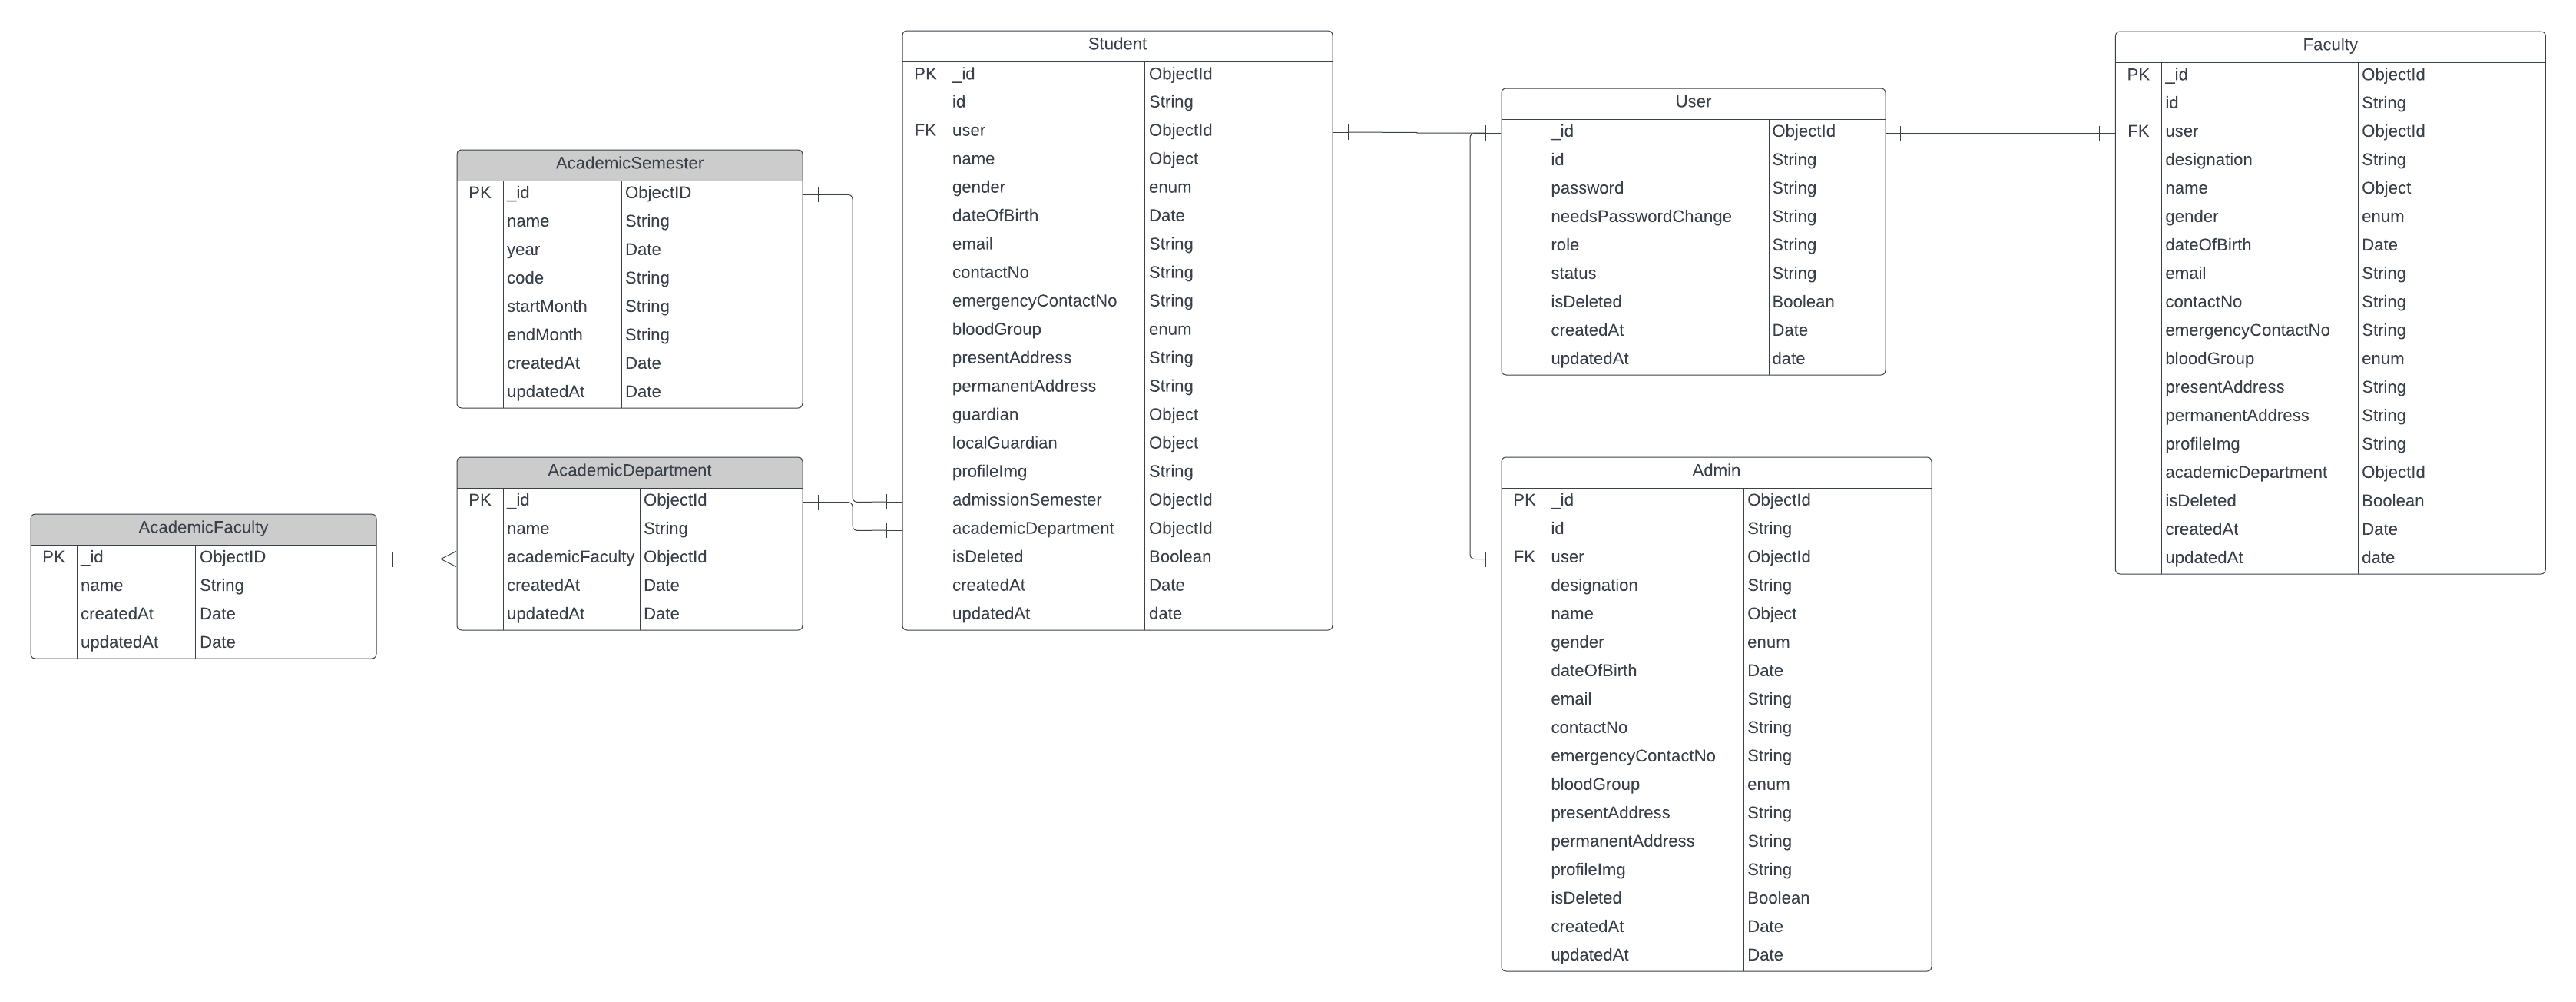 Student
PK _id ObjectId
id String
FK user ObjectId
name Object
gender enum
dateOfBirth Date
email String
contactNo String
emergencyContactNo String
bloodGroup enum
presentAddress String
permanentAddress String
guardian Object
localGuardian Object
profileImg String
admissionSemester ObjectId
academicDepartment ObjectId
isDeleted Boolean
createdAt Date
updatedAt date
Faculty
PK _id ObjectId
id String
FK user ObjectId
designation String
name Object
gender enum
dateOfBirth Date
email String
contactNo String
emergencyContactNo String
bloodGroup enum
presentAddress String
permanentAddress String
profileImg String
academicDepartment ObjectId
isDeleted Boolean
createdAt Date
updatedAt date
User
_id ObjectId
id String
password String
needsPasswordChange String
role String
status String
isDeleted Boolean
createdAt Date
updatedAt date
AcademicSemester
PK _id ObjectID
name String
year Date
code String
startMonth String
endMonth String
createdAt Date
updatedAt Date
AcademicDepartment
PK _id ObjectId
name String
academicFaculty ObjectId
createdAt Date
updatedAt Date
Admin
PK _id ObjectId
id String
FK user ObjectId
designation String
name Object
gender enum
dateOfBirth Date
email String
contactNo String
emergencyContactNo String
bloodGroup enum
presentAddress String
permanentAddress String
profileImg String
isDeleted Boolean
createdAt Date
updatedAt Date
AcademicFaculty
PK _id ObjectID
name String
createdAt Date
updatedAt Date